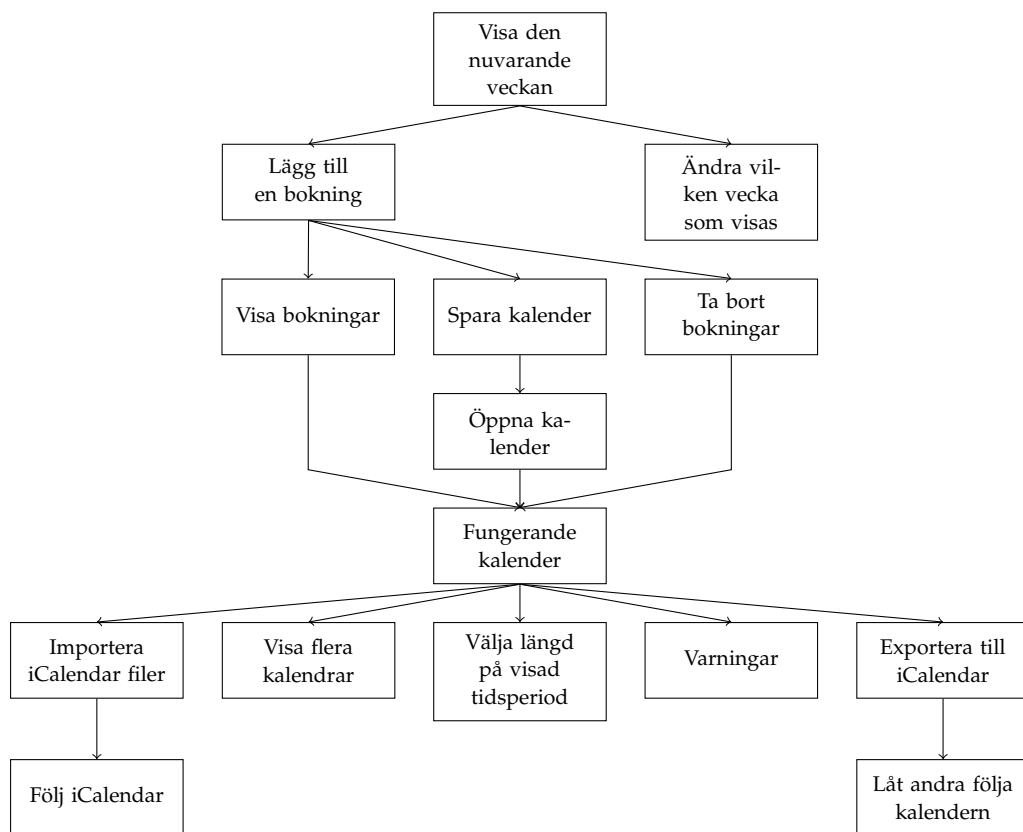 Visa den
nuvarande
veckan
Lägg till
en bokning
Ändra vil-
ken vecka
som visas
Visa bokningar
Spara kalender
Ta bort
bokningar
Öppna ka-
lender
Fungerande
kalender
Importera
iCalendar filer
Visa flera
kalendrar
Välja längd
på visad
tidsperiod
Varningar
Exportera till
iCalendar
Följ iCalendar
Låt andra följa
kalendern